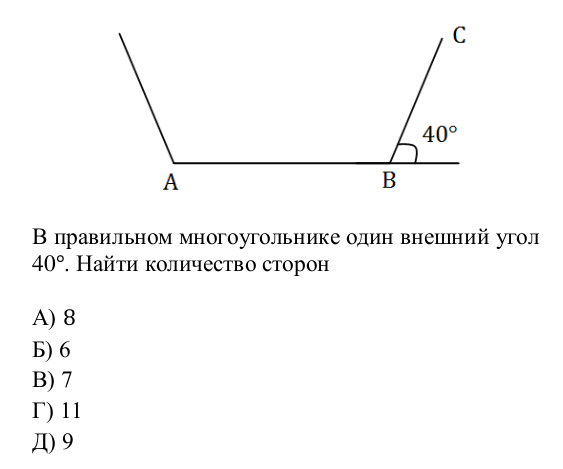 C
40°
A
B
В правильном многоугольнике один внешний угол
40°. Найти количество сторон
А) 8
Б) 6
В) 7
Г) 11
Д) 9